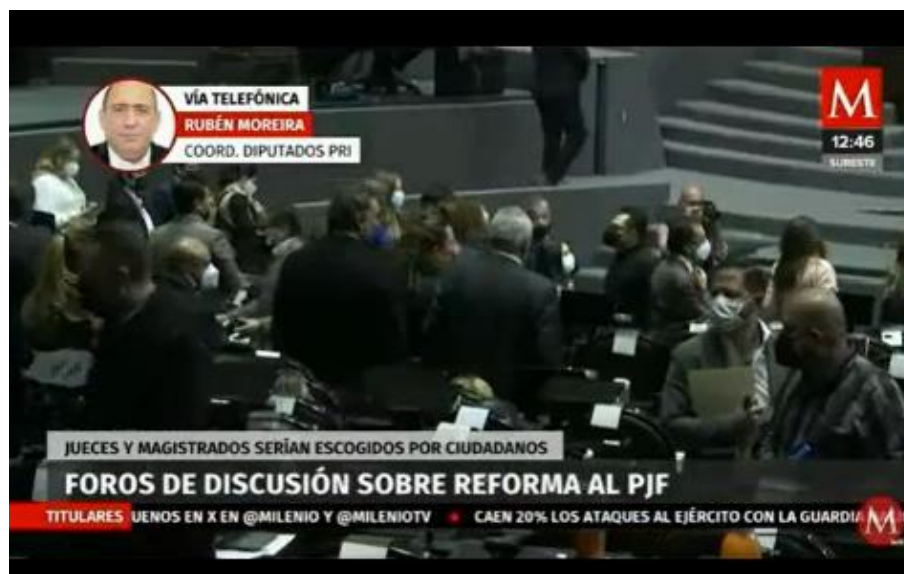 VÍA TELEFÓNICA
RUBÉN MOREIRA
COORD. DIPUTADOS PRI
M
12:46
SURESTE
JUECES Y MAGISTRADOS SERÍAN ESCOGIDOS POR CIUDADANOS
FOROS DE DISCUSIÓN SOBRE REFORMA AL PJF
TITULARES UENOS EN X EN @MILENIO Y @MILENIOTV • CAEN 20% LOS ATAQUES AL EJÉRCITO CON LA GUARDIA
M